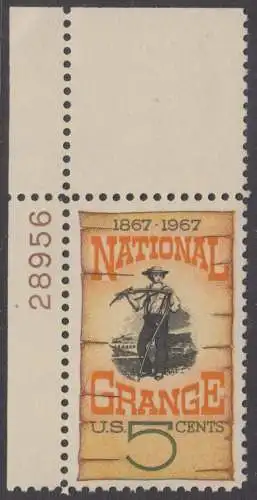 28956
1867-1967
NATIONAL
GRANGE
U.S. 5 CENTS